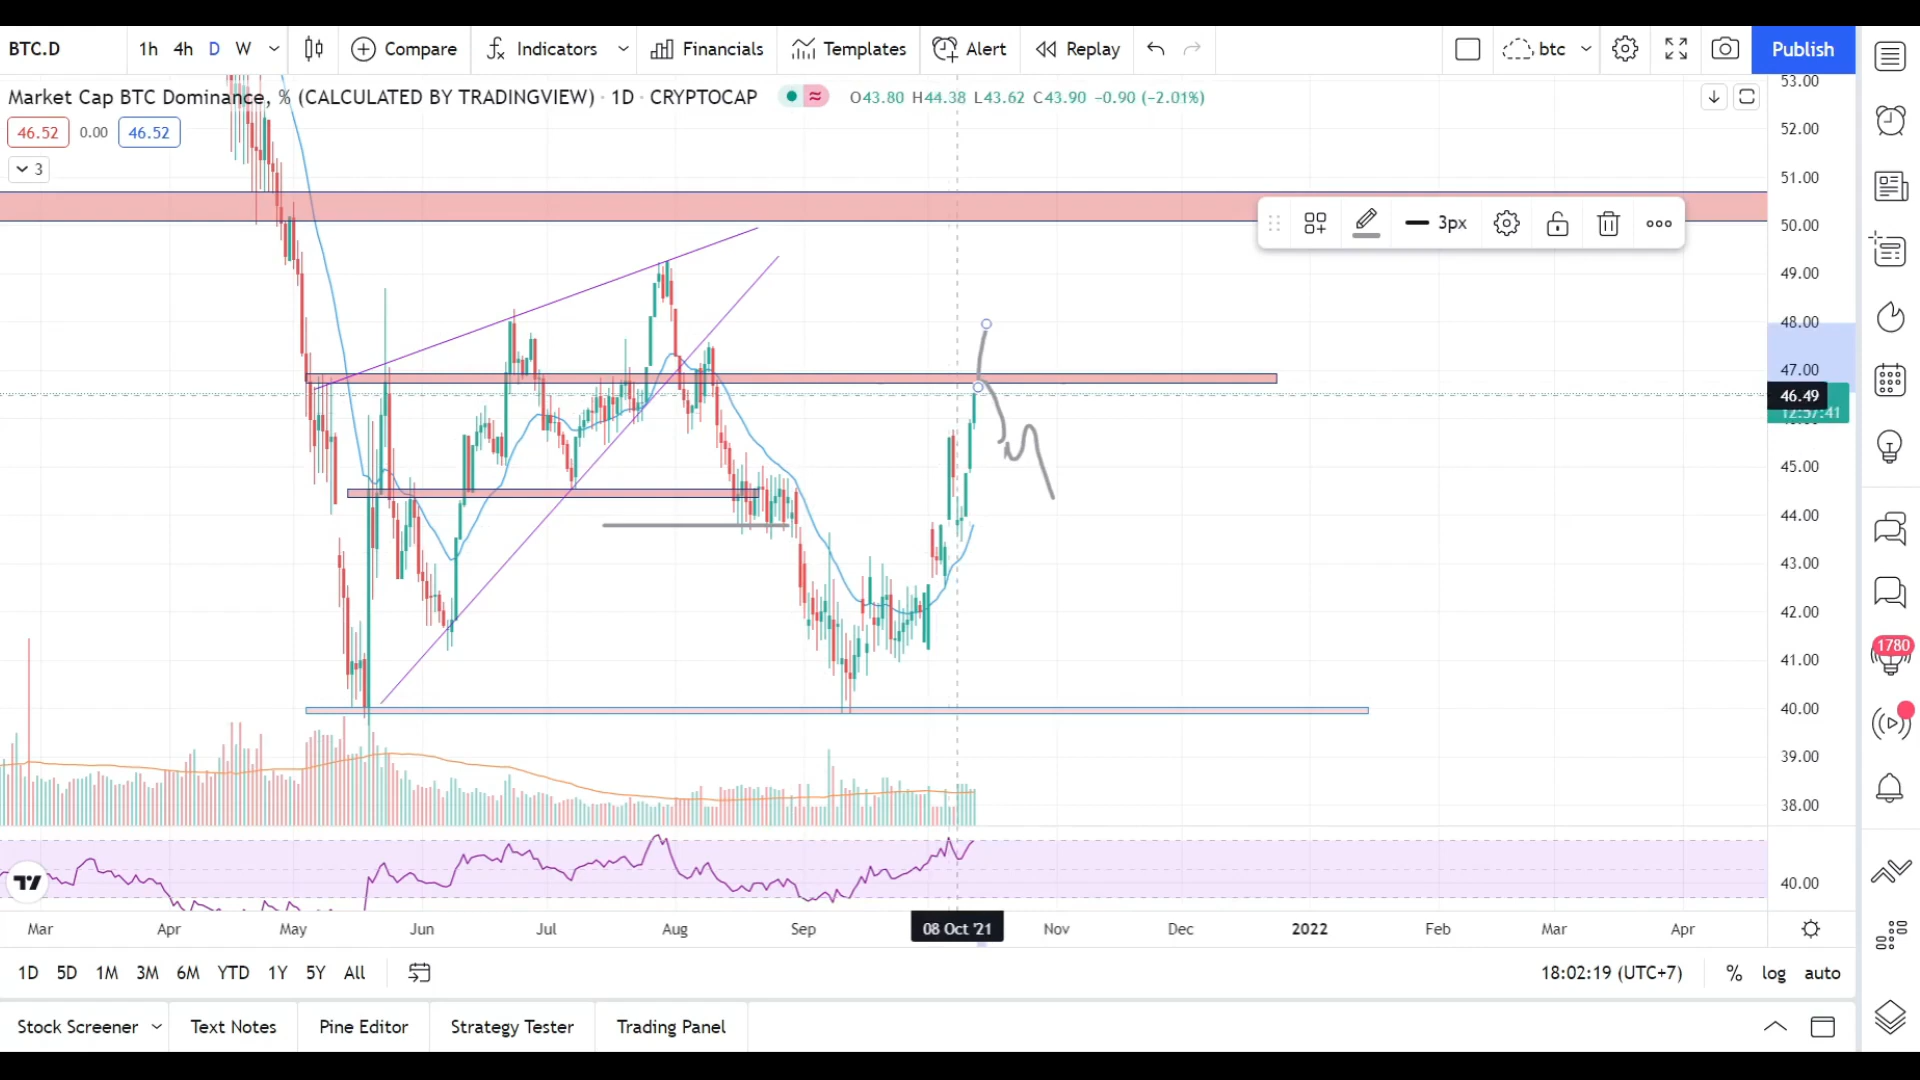 BTC.D 1h 4h D W Compare Indicators Financials Templates Alert Replay btc Publish
Market Cap BTC Dominance, % (CALCULATED BY TRADINGVIEW) · 1D · CRYPTOCAP O43.80 H44.38 L43.62 C43.90 −0.90 (−2.01%)
46.52 0.00 46.52
3
3px
53.00
52.00
51.00
50.00
49.00
48.00
47.00
46.49
12:57:41
45.00
44.00
43.00
42.00
41.00
40.00
39.00
38.00
40.00
1780
Mar Apr May Jun Jul Aug Sep 08 Oct '21 Nov Dec 2022 Feb Mar Apr
1D 5D 1M 3M 6M YTD 1Y 5Y All 18:02:19 (UTC+7) % log auto
Stock Screener Text Notes Pine Editor Strategy Tester Trading Panel